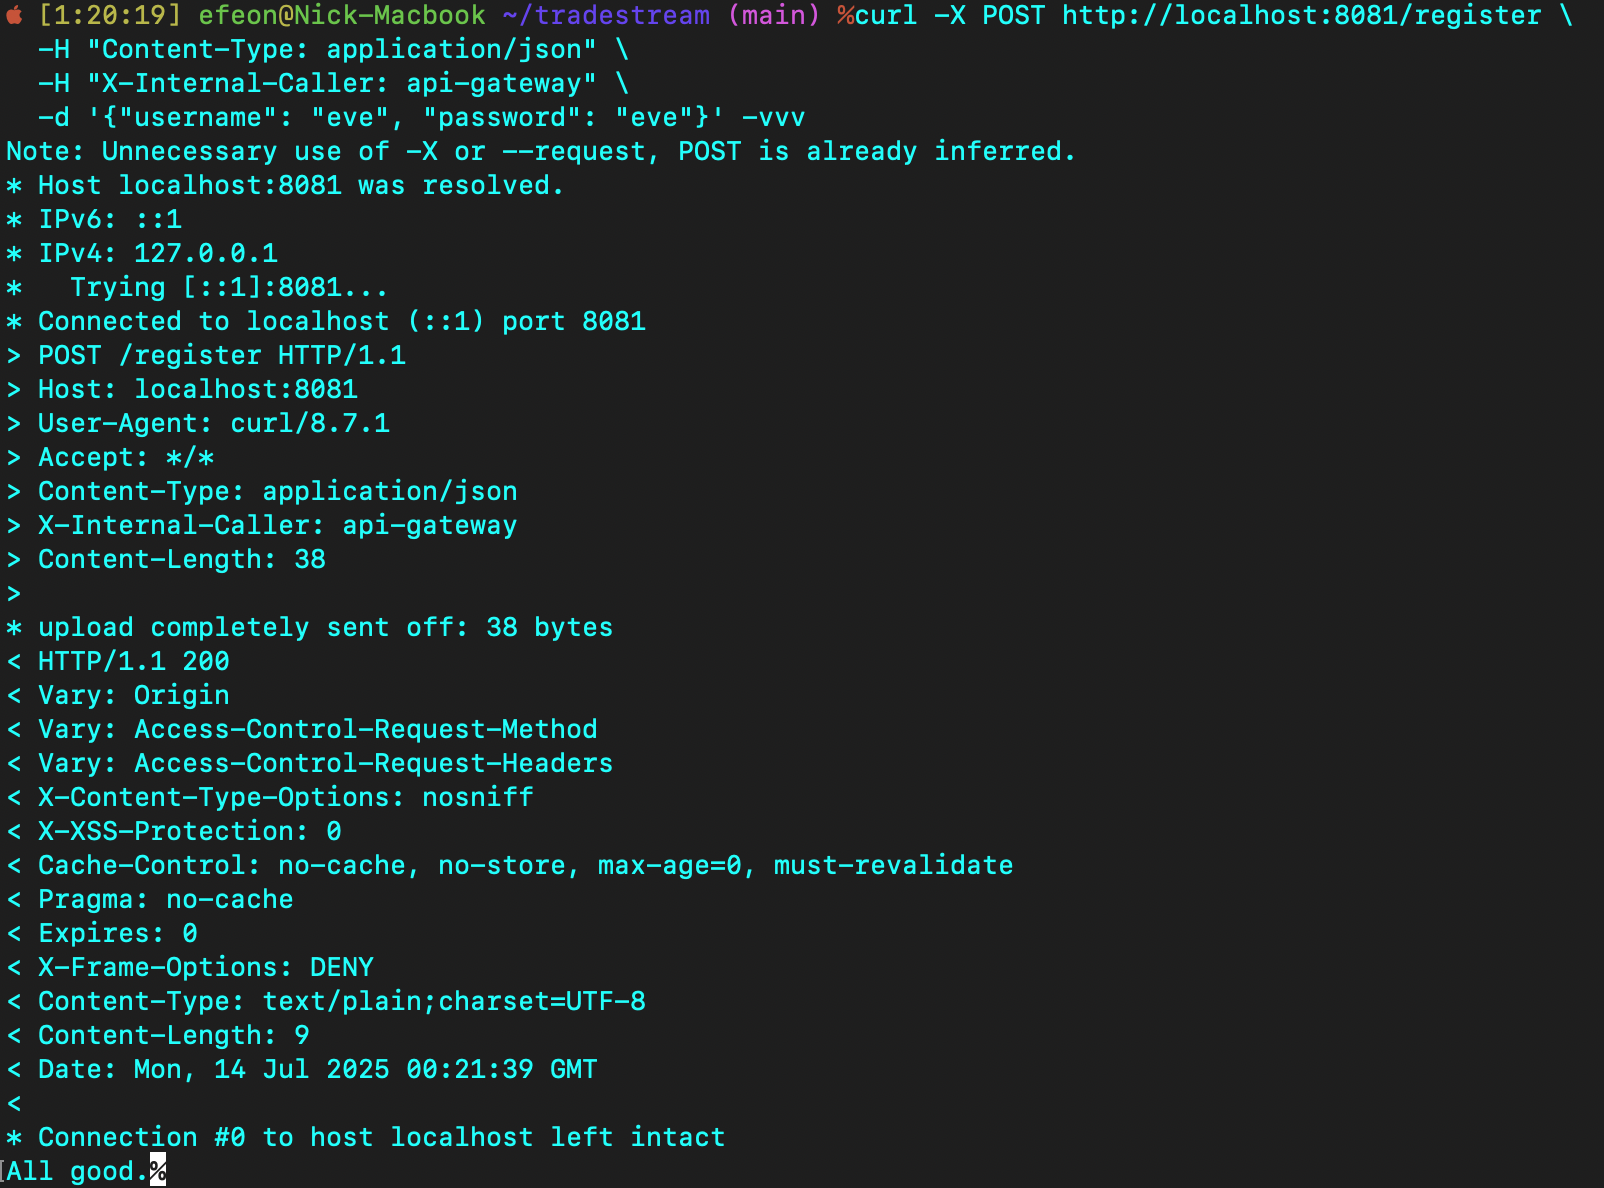 [1:20:19] efeon@Nick-Macbook ~/tradestream (main) %curl -X POST http://localhost:8081/register \
  -H "Content-Type: application/json" \
  -H "X-Internal-Caller: api-gateway" \
  -d '{"username": "eve", "password": "eve"}' -vvv
Note: Unnecessary use of -X or --request, POST is already inferred.
* Host localhost:8081 was resolved.
* IPv6: ::1
* IPv4: 127.0.0.1
*   Trying [::1]:8081...
* Connected to localhost (::1) port 8081
> POST /register HTTP/1.1
> Host: localhost:8081
> User-Agent: curl/8.7.1
> Accept: */*
> Content-Type: application/json
> X-Internal-Caller: api-gateway
> Content-Length: 38
>
* upload completely sent off: 38 bytes
< HTTP/1.1 200
< Vary: Origin
< Vary: Access-Control-Request-Method
< Vary: Access-Control-Request-Headers
< X-Content-Type-Options: nosniff
< X-XSS-Protection: 0
< Cache-Control: no-cache, no-store, max-age=0, must-revalidate
< Pragma: no-cache
< Expires: 0
< X-Frame-Options: DENY
< Content-Type: text/plain;charset=UTF-8
< Content-Length: 9
< Date: Mon, 14 Jul 2025 00:21:39 GMT
<
* Connection #0 to host localhost left intact
All good.%